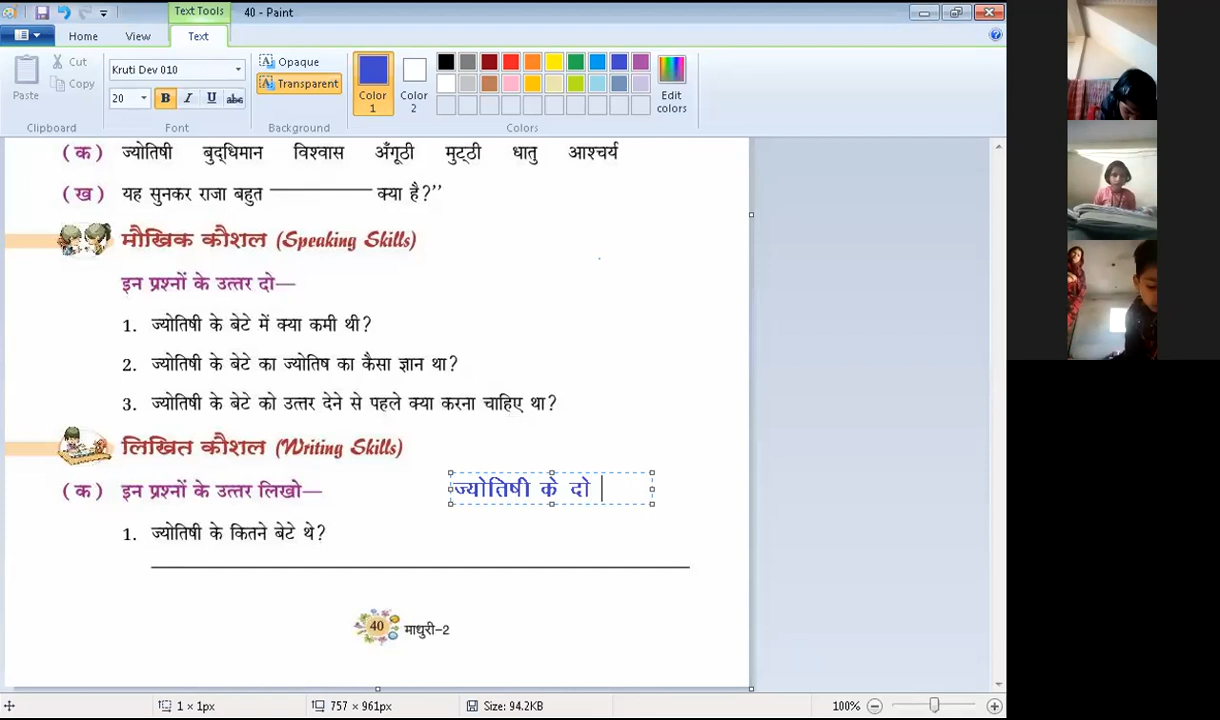 Text Tools
40 - Paint
Home View Text
Paste
Cut
Copy
Clipboard
Kruti Dev 010
20 B I U abc
Font
Opaque
Transparent
Background
Color 1
Color 2
Edit colors
Colors
(क) ज्योतिषी बुद्धिमान विश्वास अँगूठी मुट्ठी धातु आश्चर्य
(ख) यह सुनकर राजा बहुत ———— क्या है?’’
मौखिक कौशल (Speaking Skills)
इन प्रश्नों के उत्तर दो—
1. ज्योतिषी के बेटे में क्या कमी थी?
2. ज्योतिषी के बेटे का ज्योतिष का कैसा ज्ञान था?
3. ज्योतिषी के बेटे को उत्तर देने से पहले क्या करना चाहिए था?
लिखित कौशल (Writing Skills)
(क) इन प्रश्नों के उत्तर लिखो—
ज्योतिषी के दो
1. ज्योतिषी के कितने बेटे थे?
40 माधुरी-2
1 × 1px
757 × 961px
Size: 94.2KB
100%